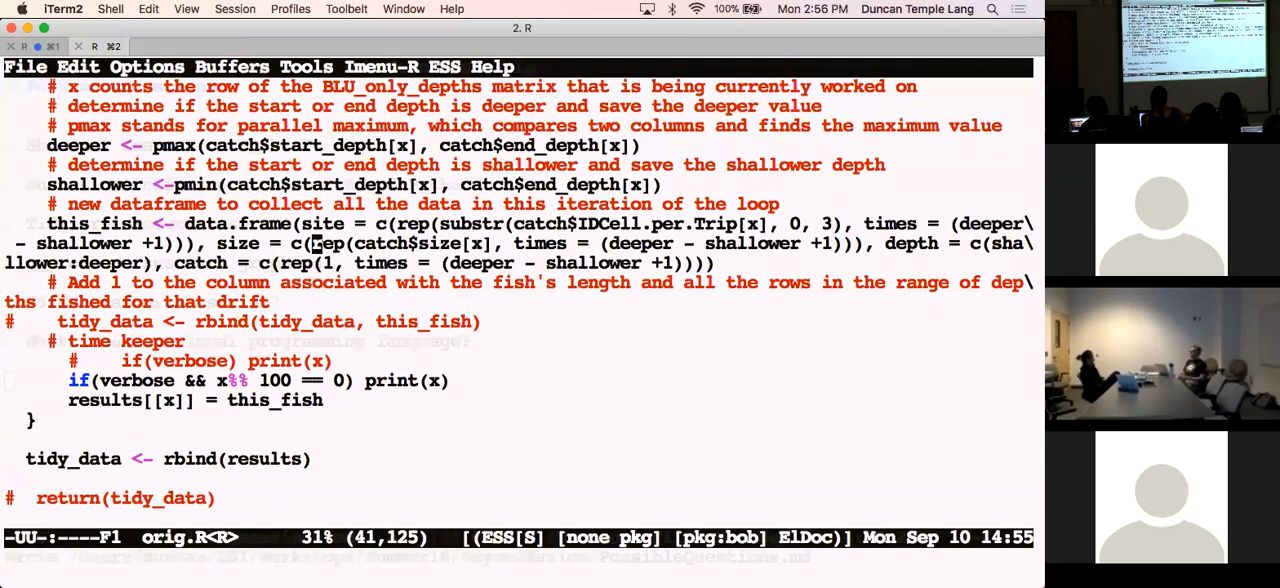 iTerm2 Shell Edit View Session Profiles Toolbelt Window Help 100% Mon 2:56 PM Duncan Temple Lang
2. R
R ⌘1 R ⌘2
File Edit Options Buffers Tools Imenu-R ESS Help
# x counts the row of the BLU_only_depths matrix that is being currently worked on
# determine if the start or end depth is deeper and save the deeper value
# pmax stands for parallel maximum, which compares two columns and finds the maximum value
deeper <- pmax(catch$start_depth[x], catch$end_depth[x])
# determine if the start or end depth is shallower and save the shallower depth
shallower <-pmin(catch$start_depth[x], catch$end_depth[x])
# new dataframe to collect all the data in this iteration of the loop
this_fish <- data.frame(site = c(rep(substr(catch$IDCell.per.Trip[x], 0, 3), times = (deeper\
- shallower +1))), size = c(rep(catch$size[x], times = (deeper - shallower +1))), depth = c(sha\
llower:deeper), catch = c(rep(1, times = (deeper - shallower +1))))
# Add 1 to the column associated with the fish's length and all the rows in the range of dep\
ths fished for that drift
# tidy_data <- rbind(tidy_data, this_fish)
# time keeper
# if(verbose) print(x)
if(verbose && x%% 100 == 0) print(x)
results[[x]] = this_fish
}
tidy_data <- rbind(results)
# return(tidy_data)
-UU-:----F1 orig.R<R> 31% (41,125) [(ESS[S] [none pkg] [pkg:bob] ElDoc)] Mon Sep 10 14:55